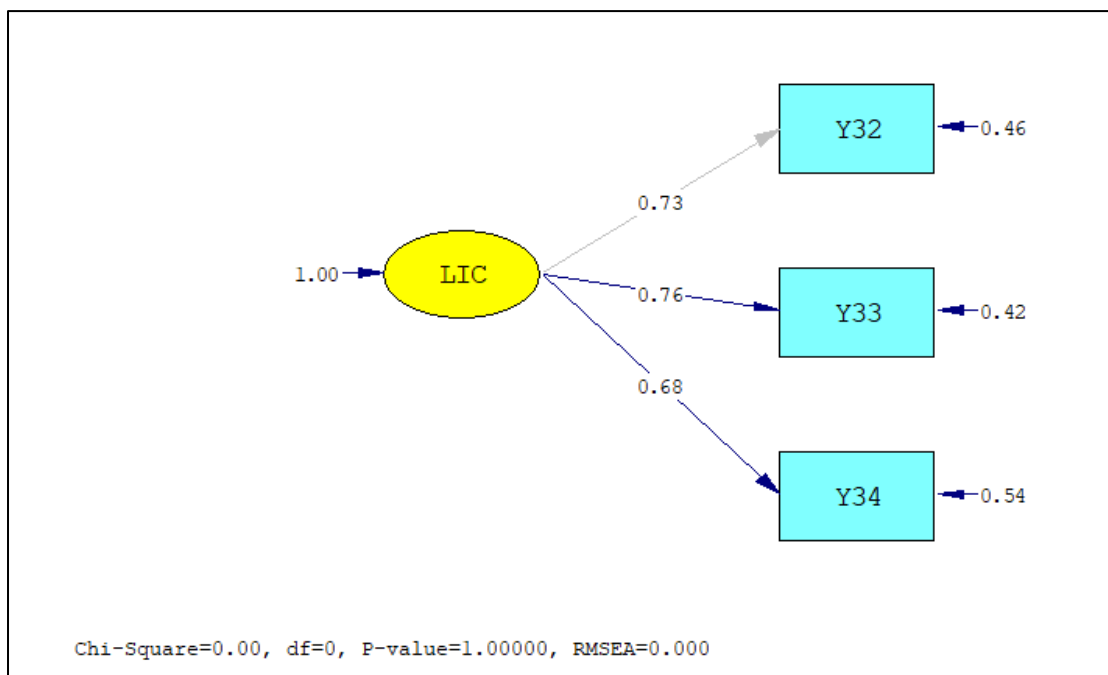 Y32
0.46
0.73
1.00
LIC
0.76
Y33
0.42
0.68
Y34
0.54
Chi-Square=0.00, df=0, P-value=1.00000, RMSEA=0.000